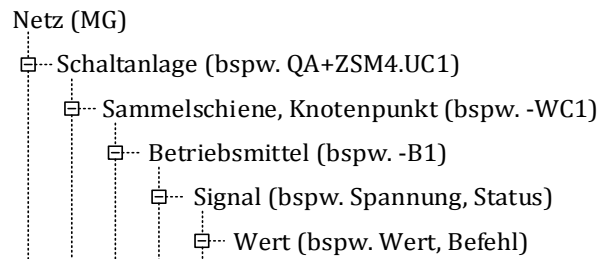 Netz (MG)
Schaltanlage (bspw. QA+ZSM4.UC1)
Sammelschiene, Knotenpunkt (bspw. -WC1)
Betriebsmittel (bspw. -B1)
Signal (bspw. Spannung, Status)
Wert (bspw. Wert, Befehl)